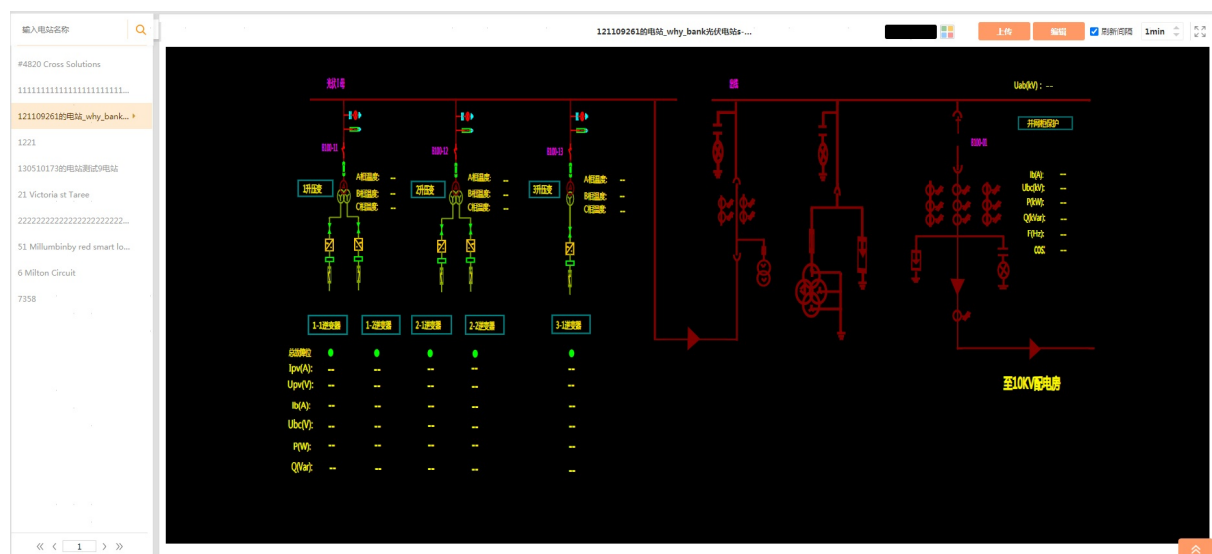 输入电站名称
121109261的电站_why_bank光伏电站s-...
上传
编辑
刷新间隔
1min
#4820 Cross Solutions
1111111111111111111111...
121109261的电站_why_bank...
1221
130510173的电站测试9电站
21 Victoria st Taree
2222222222222222222222...
51 Millumbinby red smart lo...
6 Milton Circuit
7358
« < 1 > »
Uab(kV) : --
并网柜保护
1升压变
A相温度: --
B相温度: --
C相温度: --
2升压变
A相温度: --
B相温度: --
C相温度: --
3升压变
A相温度: --
B相温度: --
C相温度: --
Ib(A): --
Ubc(kV): --
P(kW): --
Q(kVar): --
F(Hz): --
COS: --
1-1逆变器
1-2逆变器
2-1逆变器
2-2逆变器
3-1逆变器
总故障位
Ipv(A): -- -- -- -- --
Upv(V): -- -- -- -- --
Ib(A): -- -- -- -- --
Ubc(V): -- -- -- -- --
P(W): -- -- -- -- --
Q(Var): -- -- -- -- --
至10KV配电房